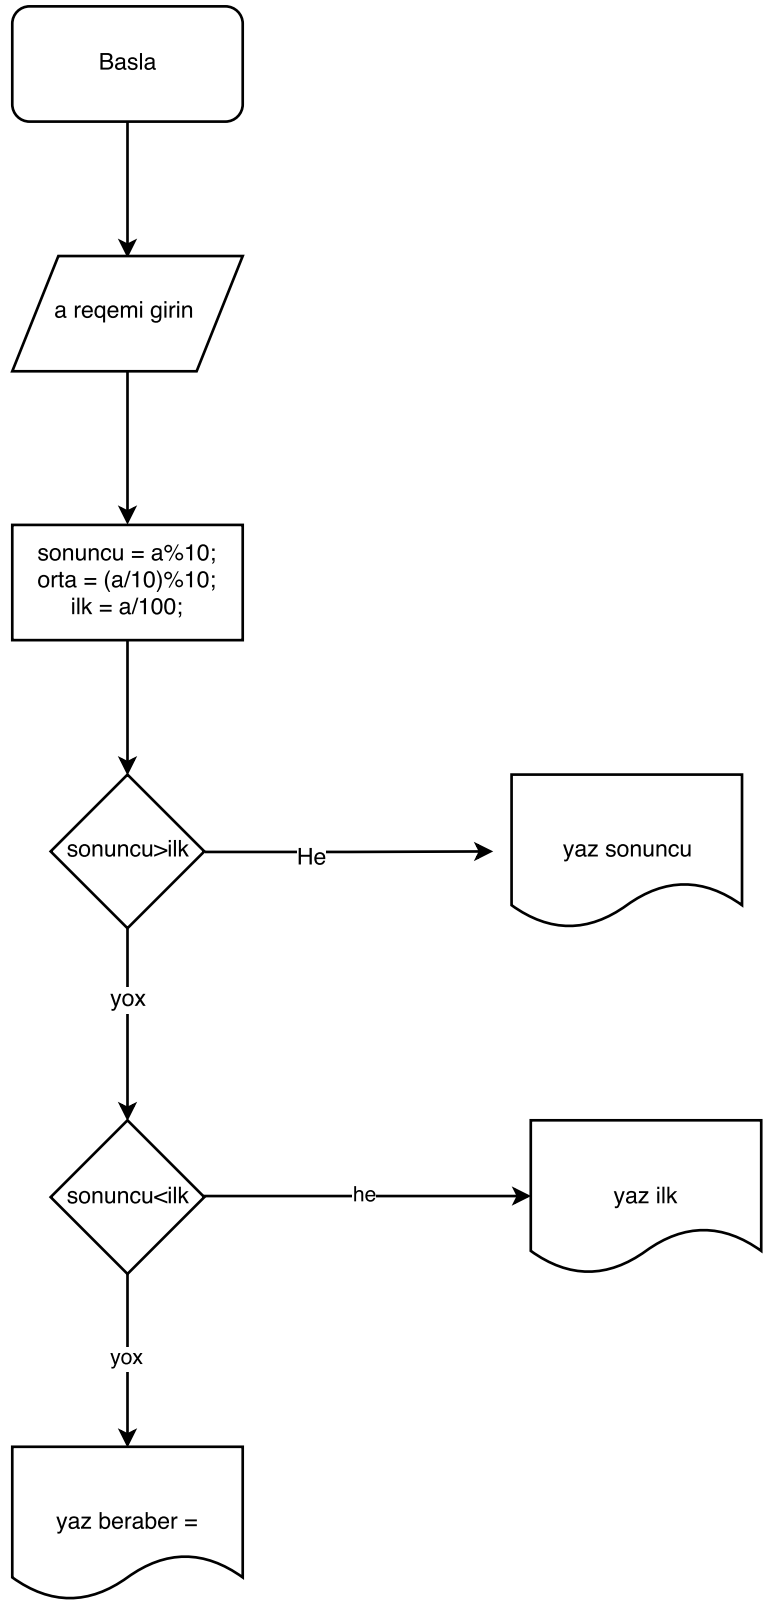 Basla
a reqemi girin
sonuncu = a%10;
orta = (a/10)%10;
ilk = a/100;
sonuncu>ilk
He
yaz sonuncu
yox
sonuncu<ilk
he
yaz ilk
yox
yaz beraber =